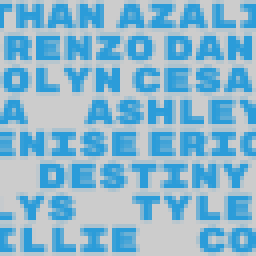 THAN AZALI
RENZO DAN
OLYN CESA
A ASHLEY
ENISE ERIC
DESTINY
LYS TYLE
ILLIE CO